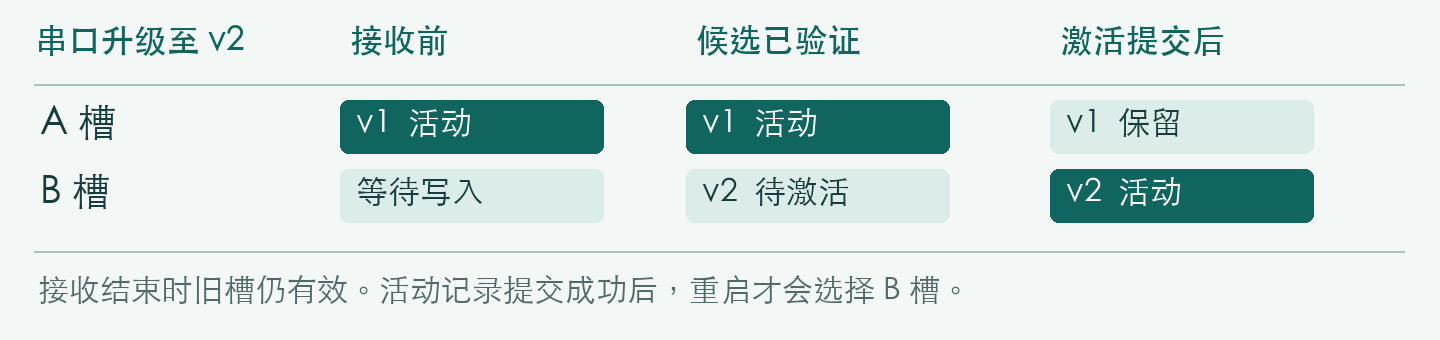 串口升级至 v2 接收前 候选已验证 激活提交后
A 槽 v1 活动 v1 活动 v1 保留
B 槽 等待写入 v2 待激活 v2 活动
接收结束时旧槽仍有效。活动记录提交成功后，重启才会选择 B 槽。